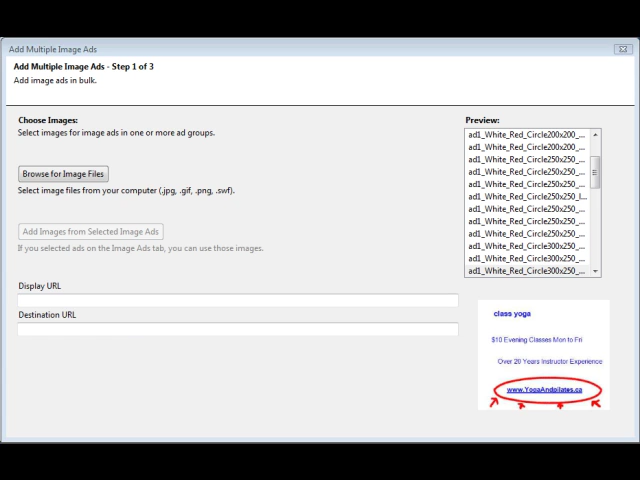 Add Multiple Image Ads
Add Multiple Image Ads - Step 1 of 3
Add image ads in bulk.
Choose Images:
Select images for image ads in one or more ad groups.
Browse for Image Files
Select image files from your computer (.jpg, .gif, .png, .swf).
Add Images from Selected Image Ads
If you selected ads on the Image Ads tab, you can use those images.
Display URL
Destination URL
Preview:
ad1_White_Red_Circle200x200_...
ad1_White_Red_Circle200x200_...
ad1_White_Red_Circle250x250_...
ad1_White_Red_Circle250x250_...
ad1_White_Red_Circle250x250_...
ad1_White_Red_Circle250x250_I...
ad1_White_Red_Circle250x250_...
ad1_White_Red_Circle250x250_...
ad1_White_Red_Circle250x250_...
ad1_White_Red_Circle300x250_...
ad1_White_Red_Circle300x250_...
ad1_White_Red_Circle300x250_...
class yoga
$10 Evening Classes Mon to Fri
Over 20 Years Instructor Experience
www.YogaAndpilates.ca